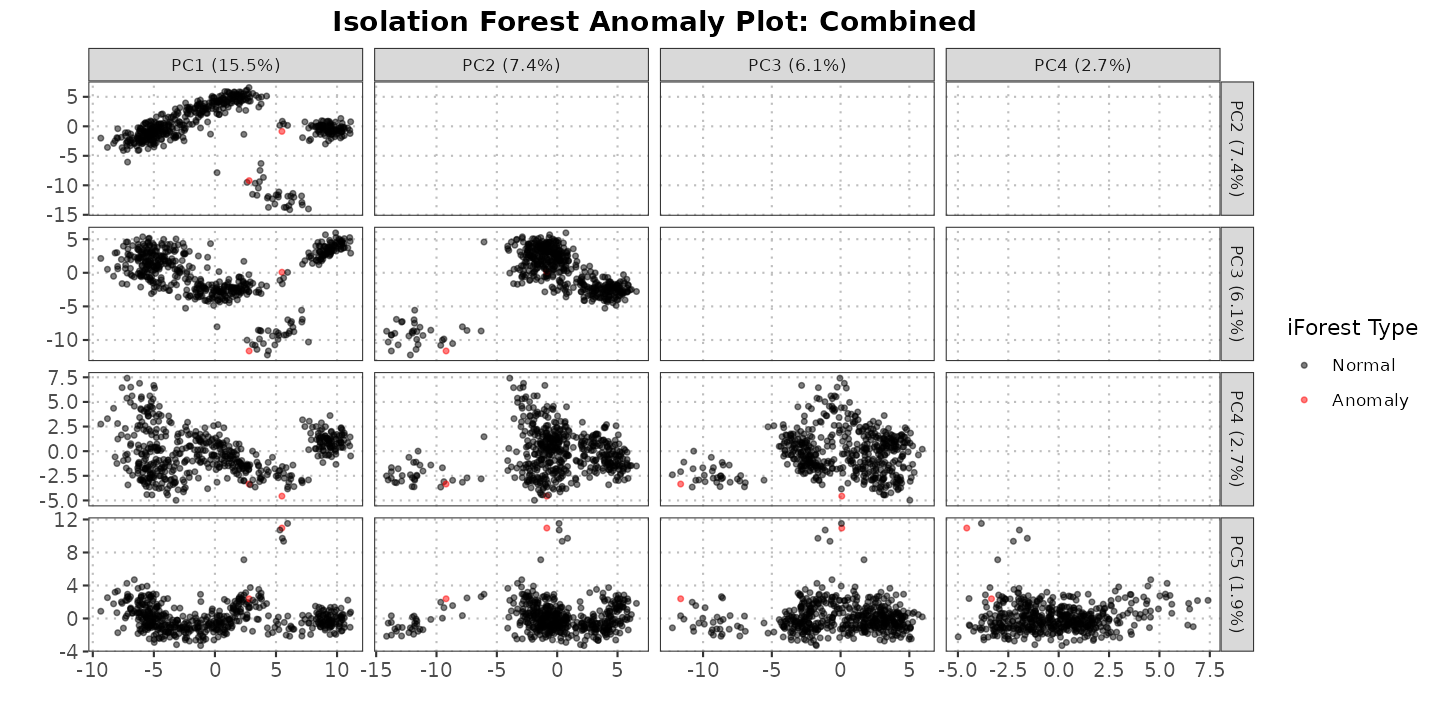 Isolation Forest Anomaly Plot: Combined
PC1 (15.5%) PC2 (7.4%) PC3 (6.1%) PC4 (2.7%)
5
0
-5
-10
-15
PC2 (7.4%)
5
0
-5
-10
PC3 (6.1%)
7.5
5.0
2.5
0.0
-2.5
-5.0
PC4 (2.7%)
12
8
4
0
-4
PC5 (1.9%)
-10 -5 0 5 10 -15 -10 -5 0 5 -10 -5 0 5 -5.0 -2.5 0.0 2.5 5.0 7.5
iForest Type
Normal
Anomaly